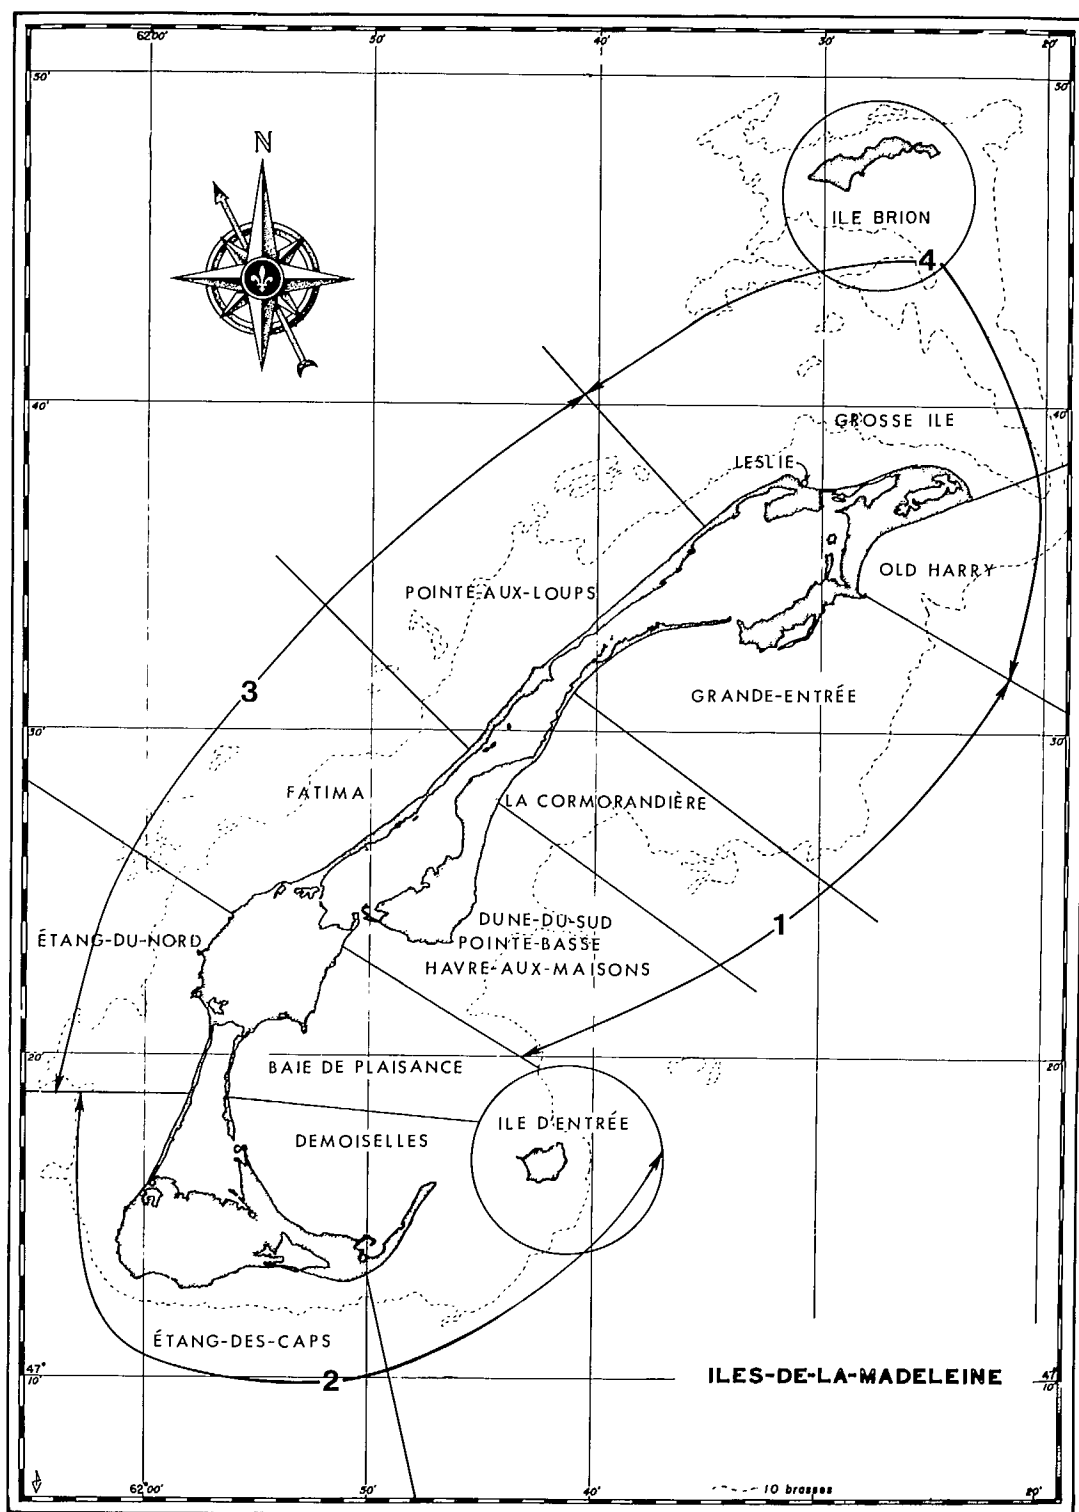 62°00'
50'
40'
30'
20'
50'
50'
N
ILE BRION
4
40'
40'
GROSSE ILE
LESLIE
OLD HARRY
POINTE-AUX-LOUPS
3
GRANDE-ENTRÉE
30'
30'
FATIMA
LA CORMORANDIÈRE
1
DUNE-DU-SUD
ÉTANG-DU-NORD
POINTE-BASSE
HAVRE-AUX-MAISONS
20'
20'
BAIE DE PLAISANCE
ILE D'ENTRÉE
DEMOISELLES
ÉTANG-DES-CAPS
47°
10'
2
ILES-DE-LA-MADELEINE
47°
10'
10 brasses
62°00'
50'
40'
20'